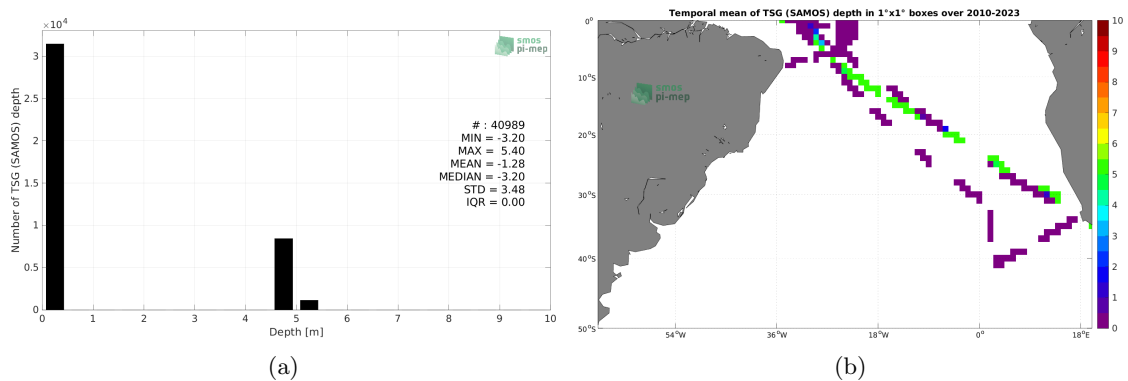 ×10⁴
3
2.5
2
1.5
1
0.5
0
Number of TSG (SAMOS) depth
smos
pi-mep
# : 40989
MIN = -3.20
MAX = 5.40
MEAN = -1.28
MEDIAN = -3.20
STD = 3.48
IQR = 0.00
0 1 2 3 4 5 6 7 8 9 10
Depth [m]
(a)
Temporal mean of TSG (SAMOS) depth in 1°x1° boxes over 2010-2023
smos
pi-mep
0°
10°S
20°S
30°S
40°S
50°S
54°W 36°W 18°W 0° 18°E
10
9
8
7
6
5
4
3
2
1
0
(b)